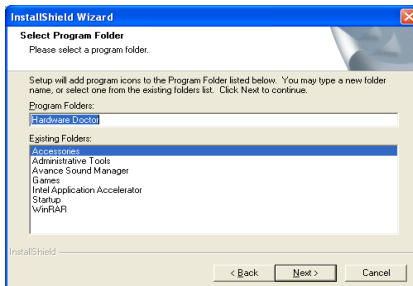 InstallShield Wizard
Select Program Folder
Please select a program folder.
Setup will add program icons to the Program Folder listed below. You may type a new folder
name, or select one from the existing folders list. Click Next to continue.
Program Folders:
Hardware Doctor
Existing Folders:
Accessories
Administrative Tools
Avance Sound Manager
Games
Intel Application Accelerator
Startup
WinRAR
InstallShield
< Back
Next >
Cancel